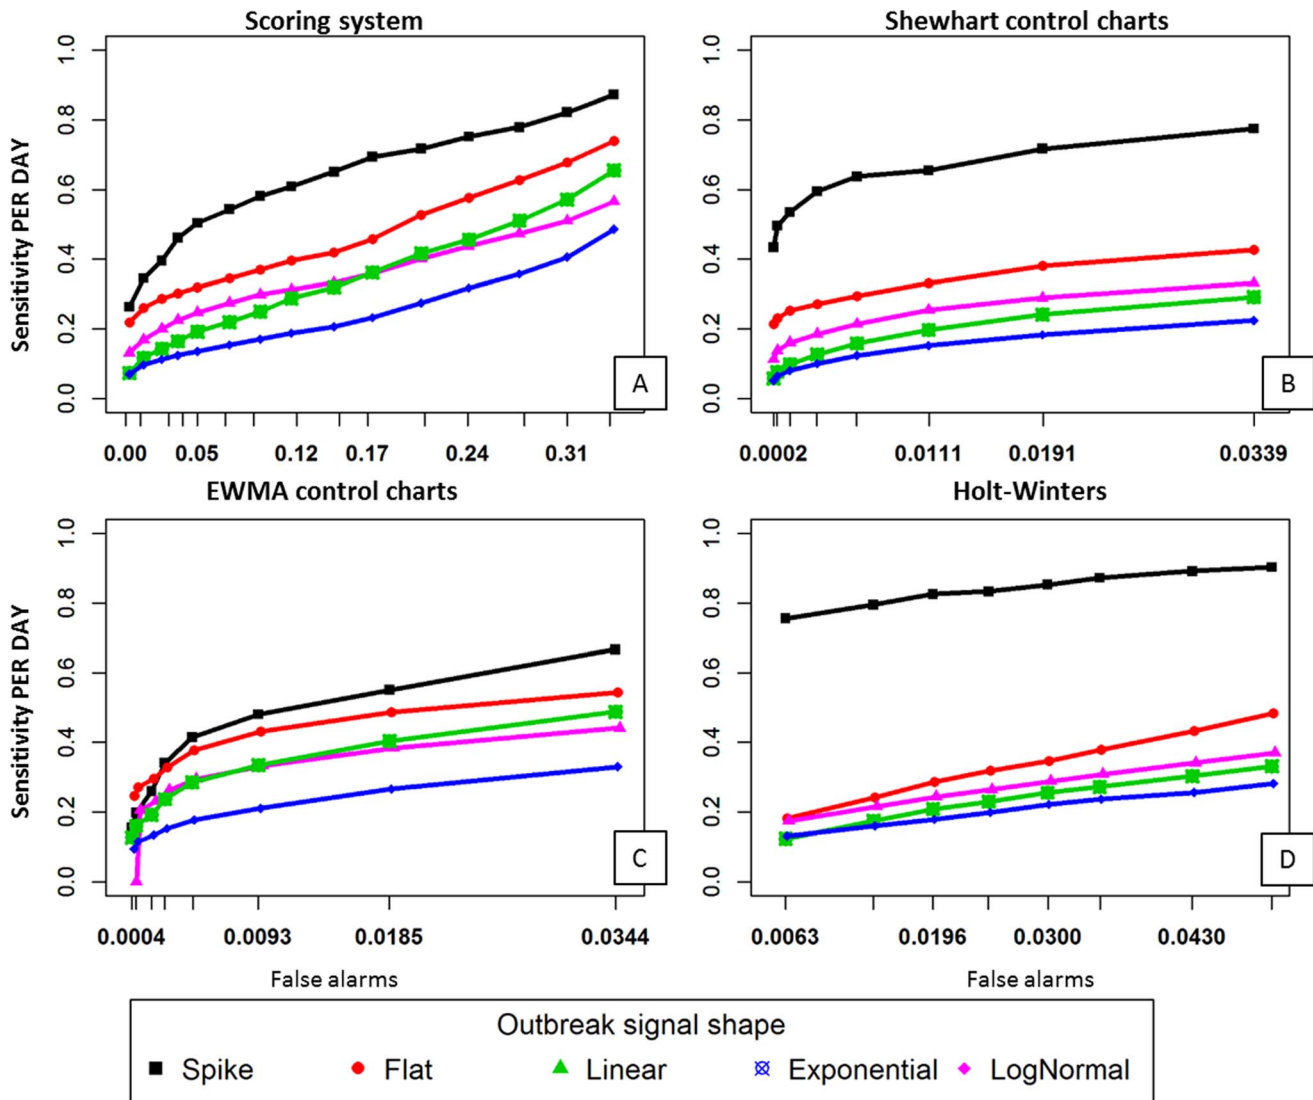 Scoring system
Shewhart control charts
Sensitivity PER DAY
1.0
0.8
0.6
0.4
0.2
0.0
A
0.00 0.05 0.12 0.17 0.24 0.31
1.0
0.8
0.6
0.4
0.2
0.0
B
0.0002 0.0111 0.0191 0.0339
EWMA control charts
Holt-Winters
Sensitivity PER DAY
1.0
0.8
0.6
0.4
0.2
0.0
C
0.0004 0.0093 0.0185 0.0344
False alarms
1.0
0.8
0.6
0.4
0.2
0.0
D
0.0063 0.0196 0.0300 0.0430
False alarms
Outbreak signal shape
Spike Flat Linear Exponential LogNormal